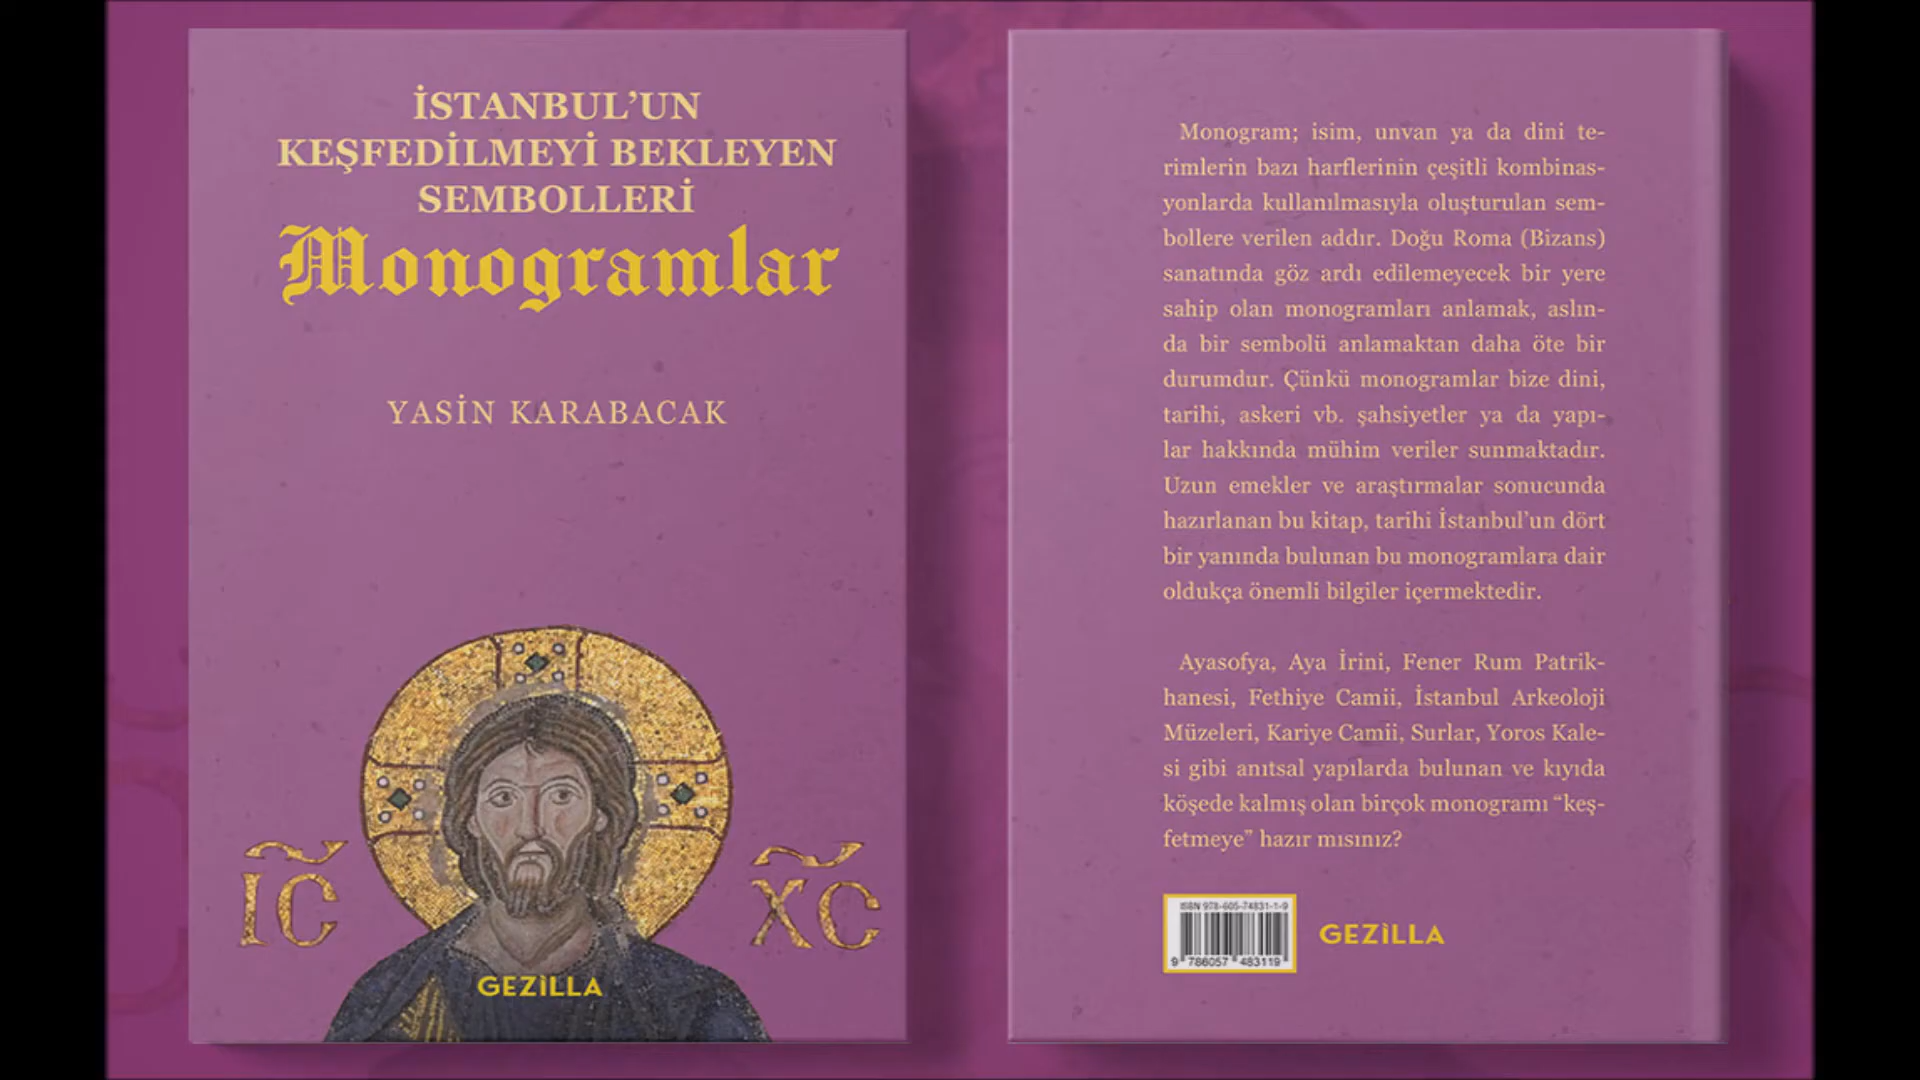 İSTANBUL’UN
KEŞFEDİLMEYİ BEKLEYEN
SEMBOLLERİ
Monogramlar
YASİN KARABACAK
IC
XC
GEZİLLA
Monogram; isim, unvan ya da dini te-
rimlerin bazı harflerinin çeşitli kombinas-
yonlarda kullanılmasıyla oluşturulan sem-
bollere verilen addır. Doğu Roma (Bizans)
sanatında göz ardı edilemeyecek bir yere
sahip olan monogramları anlamak, aslın-
da bir sembolü anlamaktan daha öte bir
durumdur. Çünkü monogramlar bize dini,
tarihi, askeri vb. şahsiyetler ya da yapı-
lar hakkında mühim veriler sunmaktadır.
Uzun emekler ve araştırmalar sonucunda
hazırlanan bu kitap, tarihi İstanbul’un dört
bir yanında bulunan bu monogramlara dair
oldukça önemli bilgiler içermektedir.
Ayasofya, Aya İrini, Fener Rum Patrik-
hanesi, Fethiye Camii, İstanbul Arkeoloji
Müzeleri, Kariye Camii, Surlar, Yoros Kale-
si gibi anıtsal yapılarda bulunan ve kıyıda
köşede kalmış olan birçok monogramı “keş-
fetmeye” hazır mısınız?
ISBN 978-605-74831-1-9
9 786057 483119
GEZİLLA